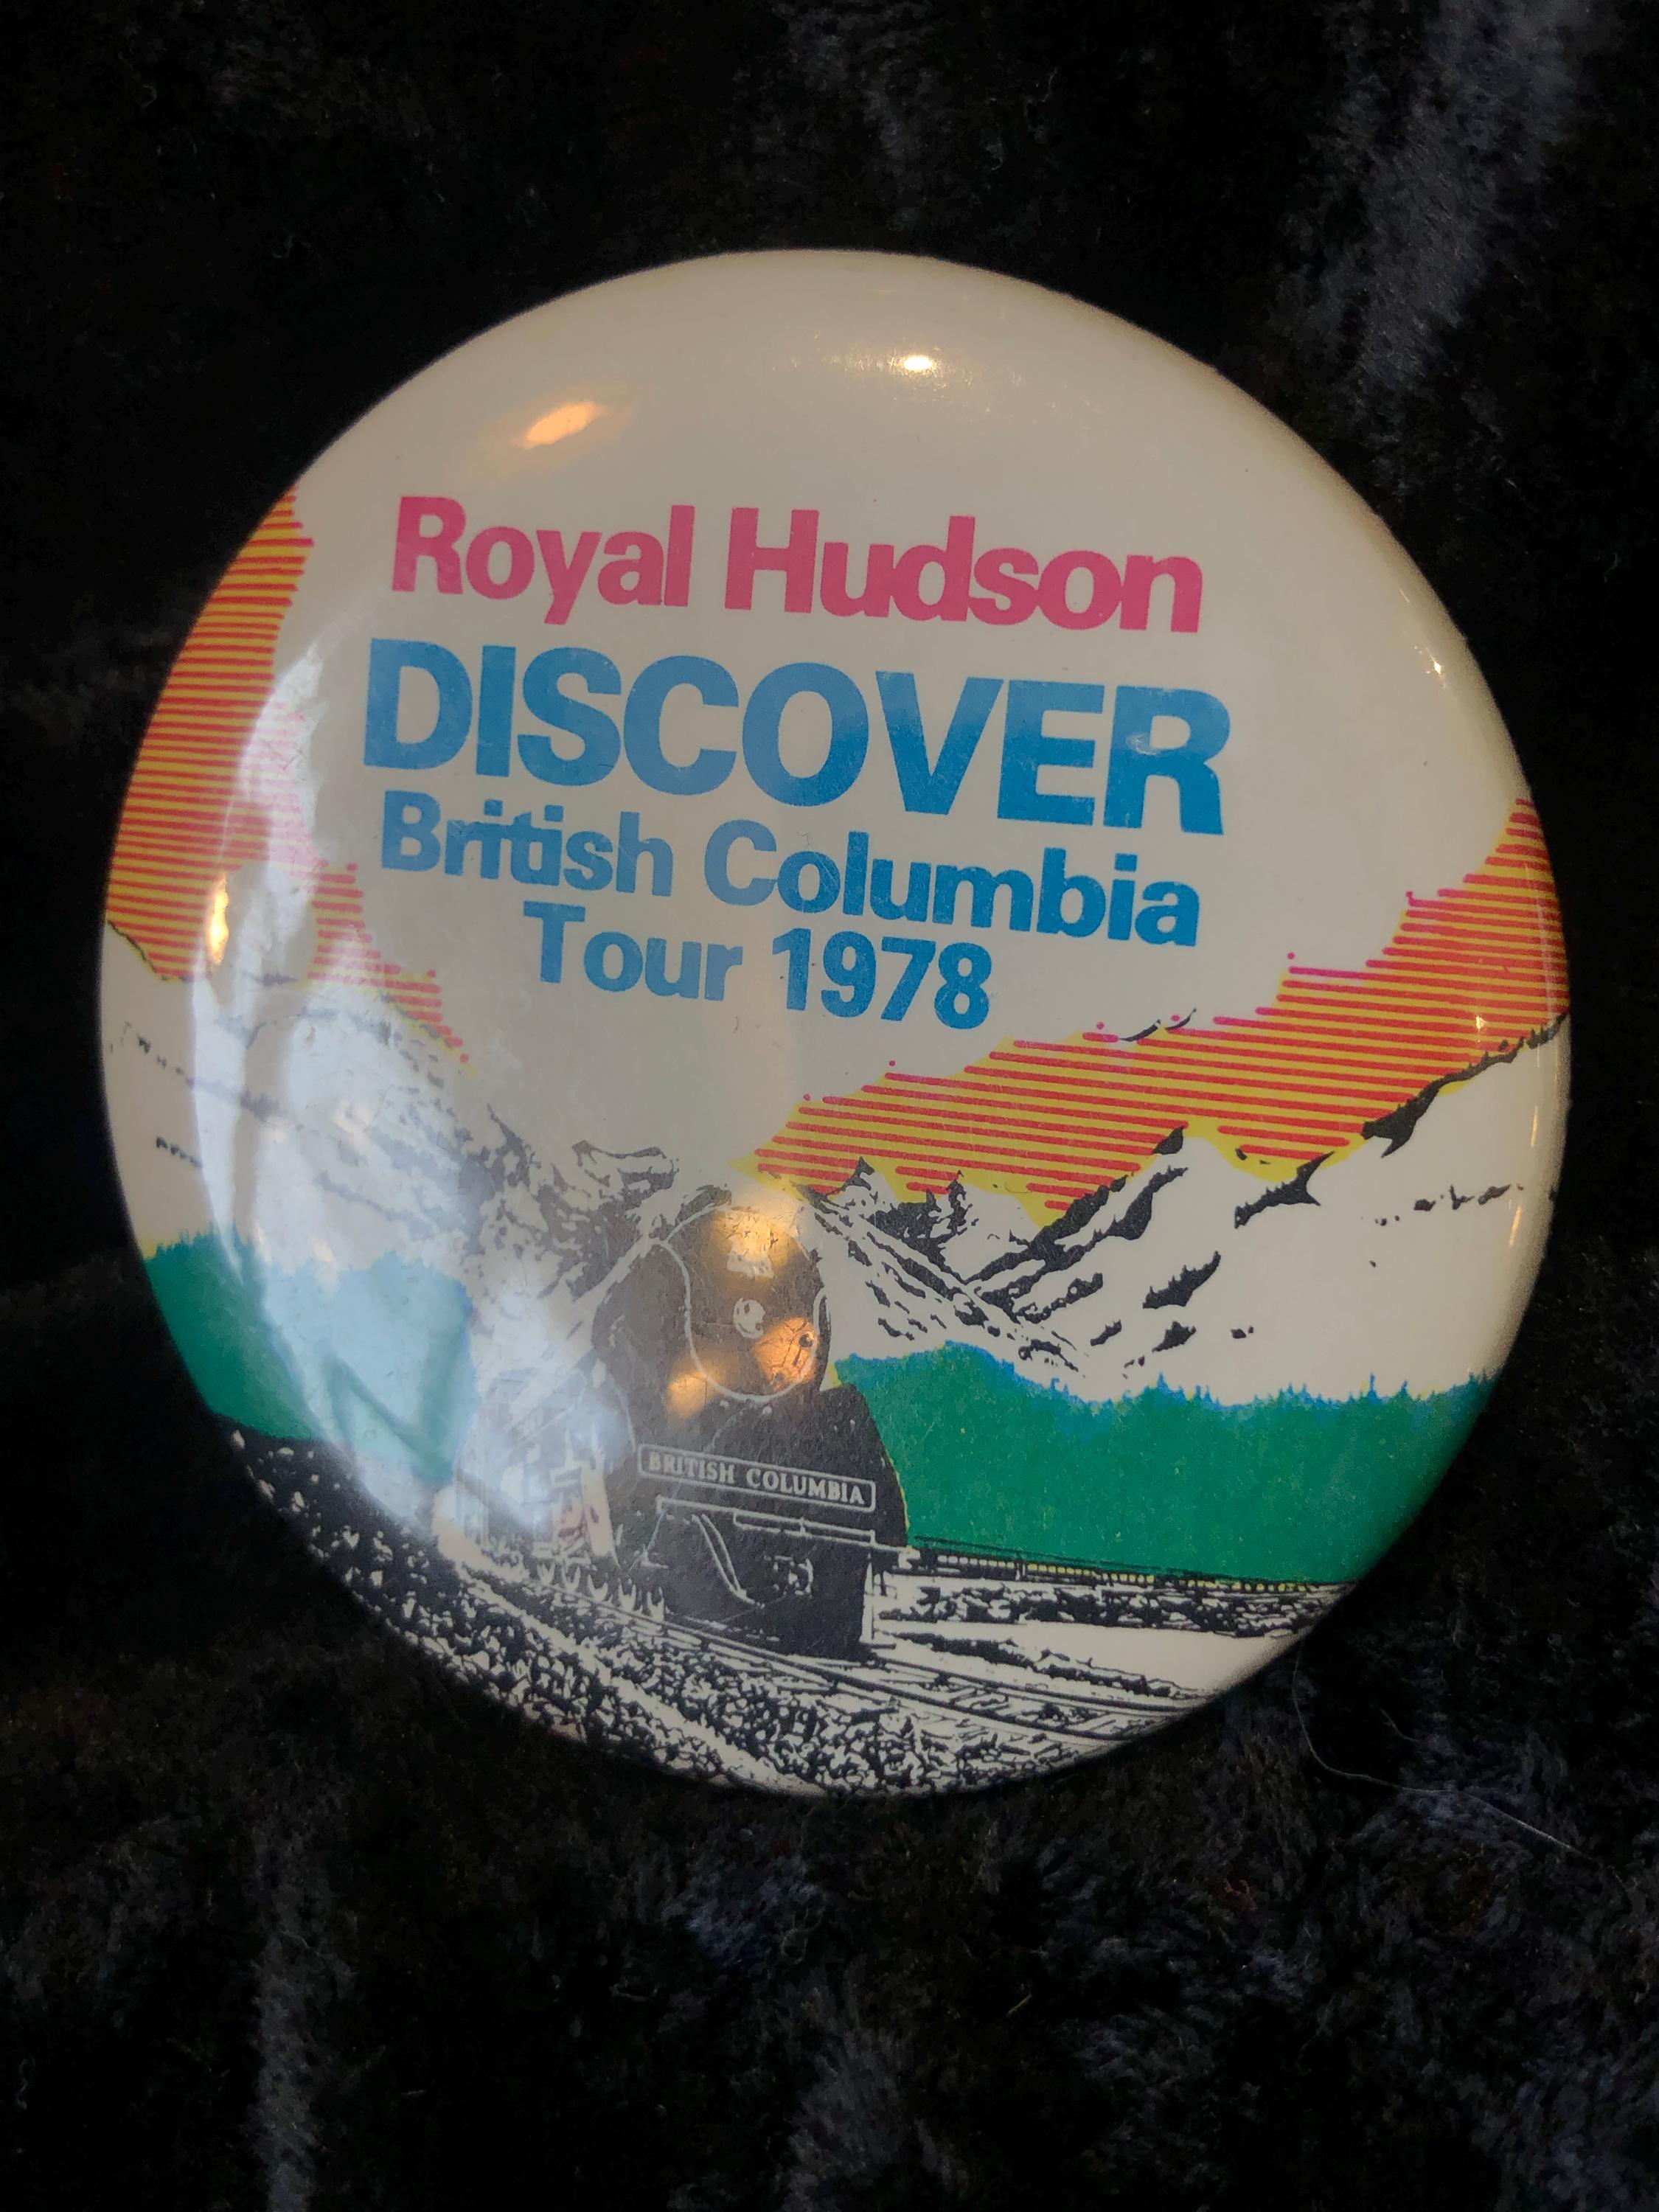 Royal Hudson
DISCOVER
British Columbia
Tour 1978
BRITISH COLUMBIA